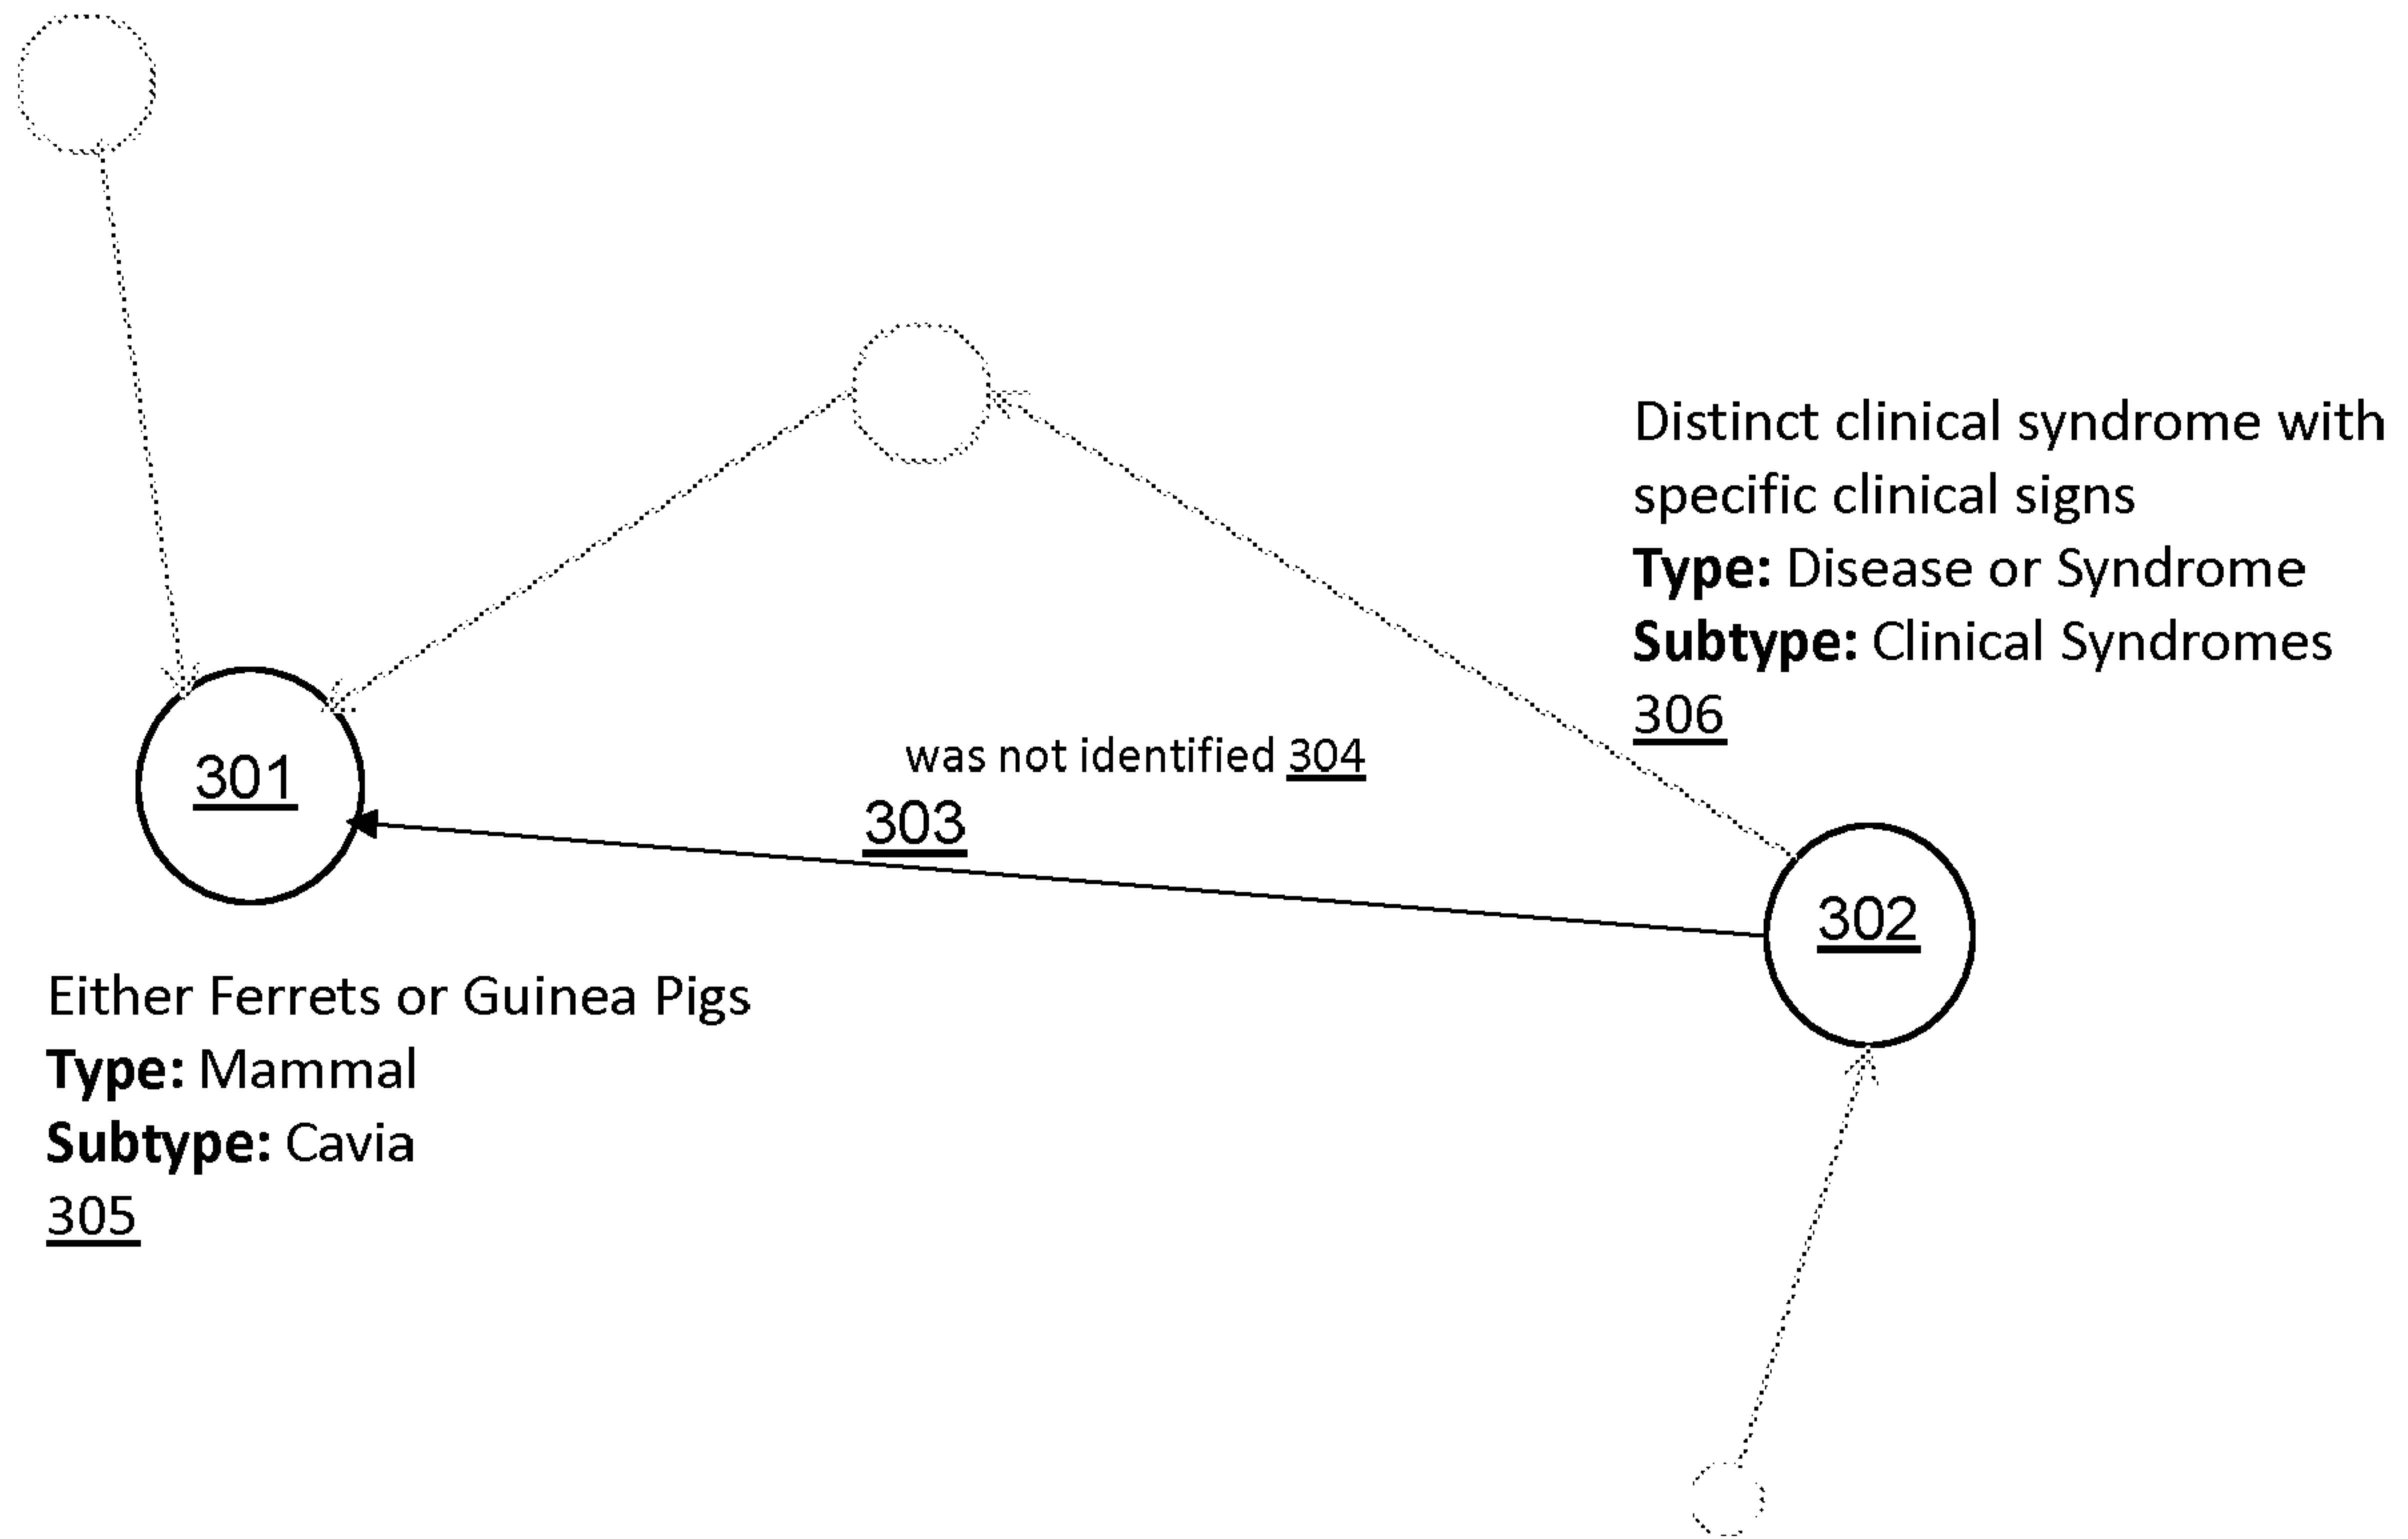 Distinct clinical syndrome with
specific clinical signs
Type: Disease or Syndrome
Subtype: Clinical Syndromes
306
was not identified 304
303
301
302
Either Ferrets or Guinea Pigs
Type: Mammal
Subtype: Cavia
305